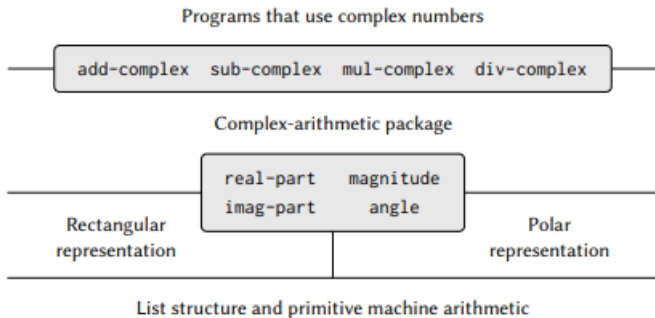 Programs that use complex numbers
add-complex sub-complex mul-complex div-complex
Complex-arithmetic package
real-part magnitude
imag-part angle
Rectangular
representation
Polar
representation
List structure and primitive machine arithmetic